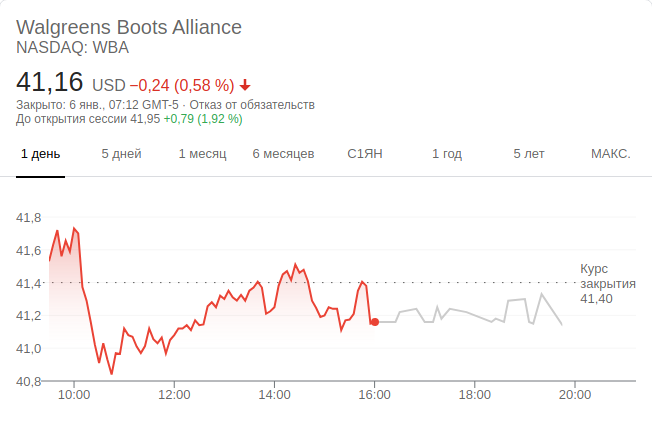 Walgreens Boots Alliance
NASDAQ: WBA
41,16 USD −0,24 (0,58 %)
Закрыто: 6 янв., 07:12 GMT-5 · Отказ от обязательств
До открытия сессии 41,95 +0,79 (1,92 %)
1 день 5 дней 1 месяц 6 месяцев С1ЯН 1 год 5 лет МАКС.
41,8
41,6
41,4
41,2
41,0
40,8
Курс
закрытия
41,40
10:00 12:00 14:00 16:00 18:00 20:00